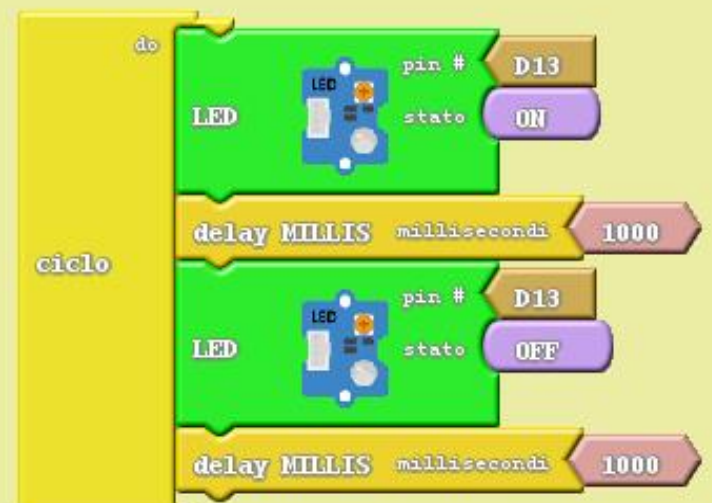 do
pin # D13
LED
LED stato ON
delay MILLIS millisecondi 1000
ciclo
pin # D13
LED
LED stato OFF
delay MILLIS millisecondi 1000